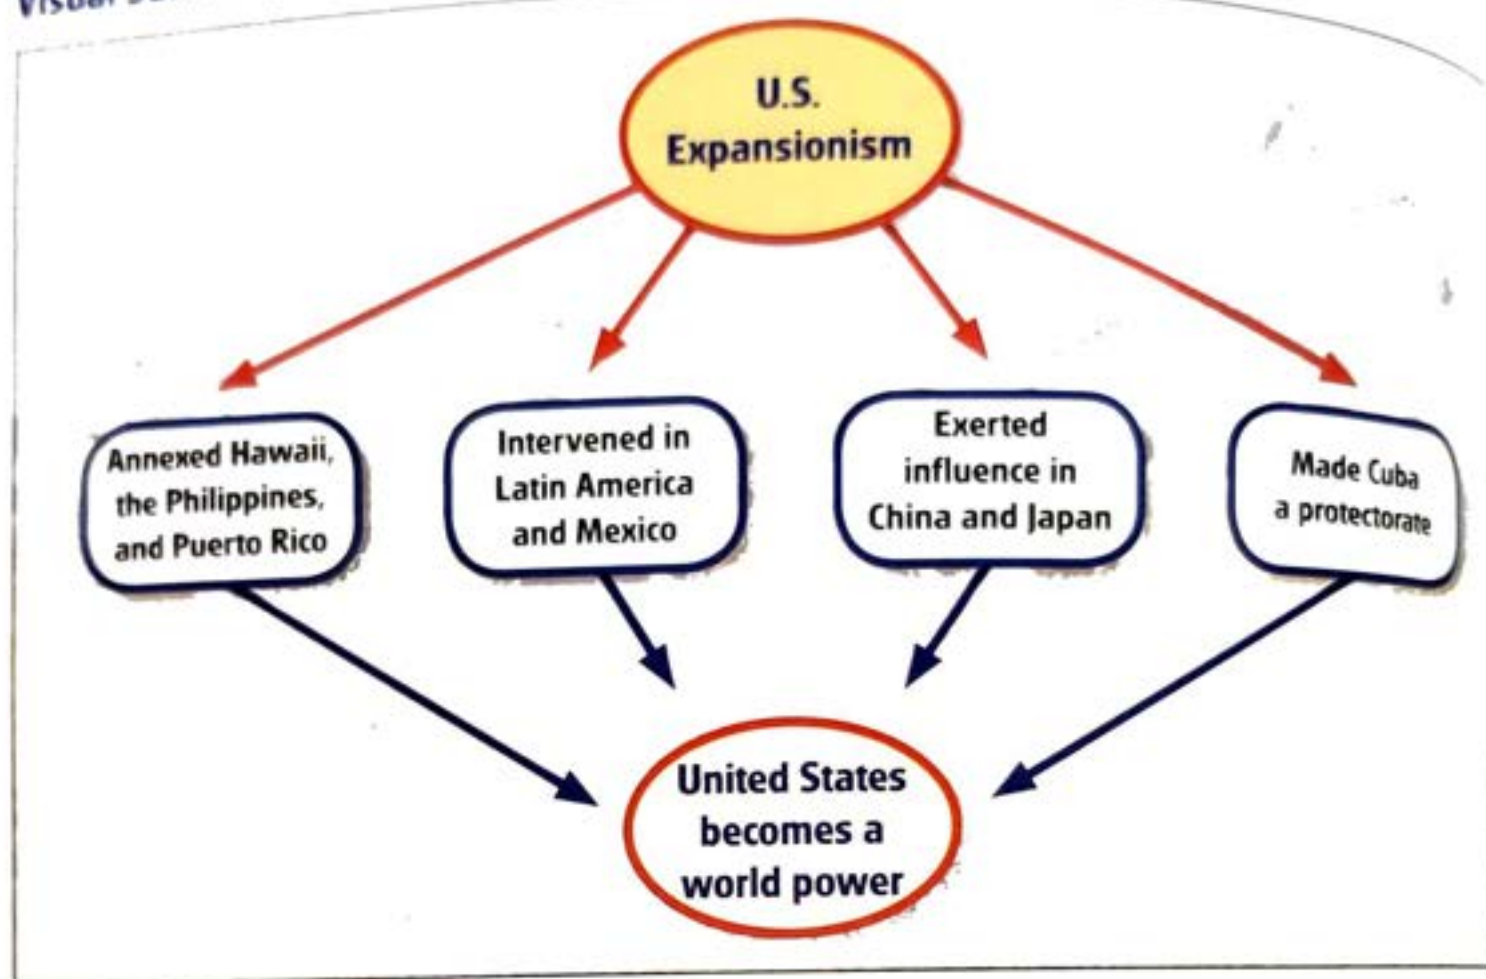 Visual
U.S.
Expansionism
Annexed Hawaii,
the Philippines,
and Puerto Rico
Intervened in
Latin America
and Mexico
Exerted
influence in
China and Japan
Made Cuba
a protectorate
United States
becomes a
world power